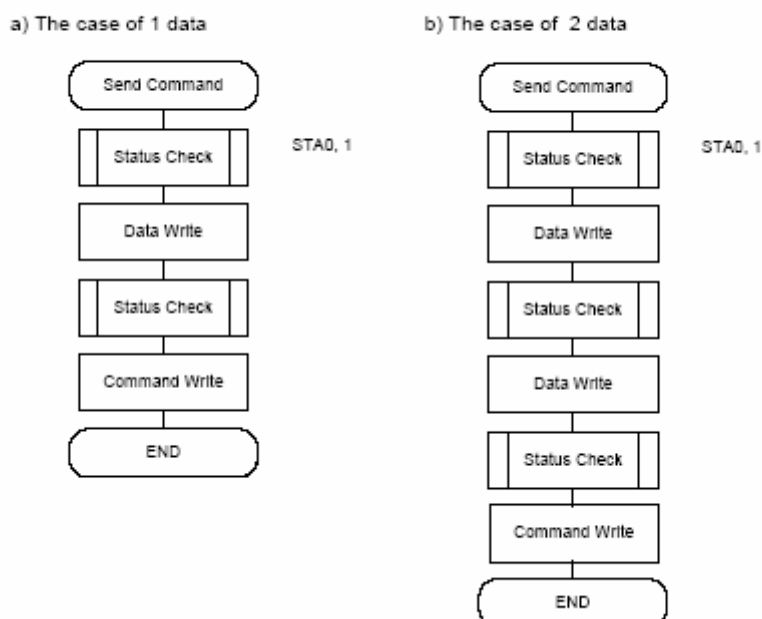 a) The case of 1 data
Send Command
Status Check
STA0, 1
Data Write
Status Check
Command Write
END
b) The case of 2 data
Send Command
Status Check
STA0, 1
Data Write
Status Check
Data Write
Status Check
Command Write
END